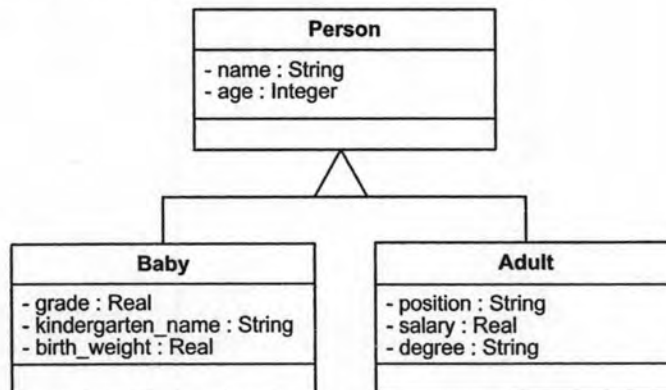 Person
- name : String
- age : Integer
Baby
- grade : Real
- kindergarten_name : String
- birth_weight : Real
Adult
- position : String
- salary : Real
- degree : String